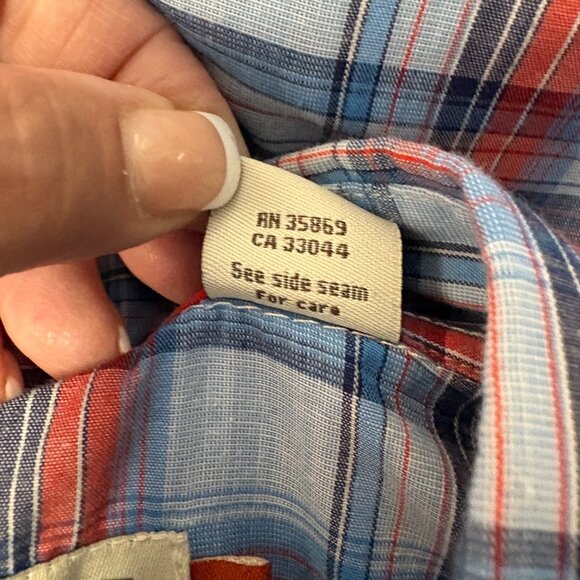 RN 35869
CA 33044
See side seam
For care